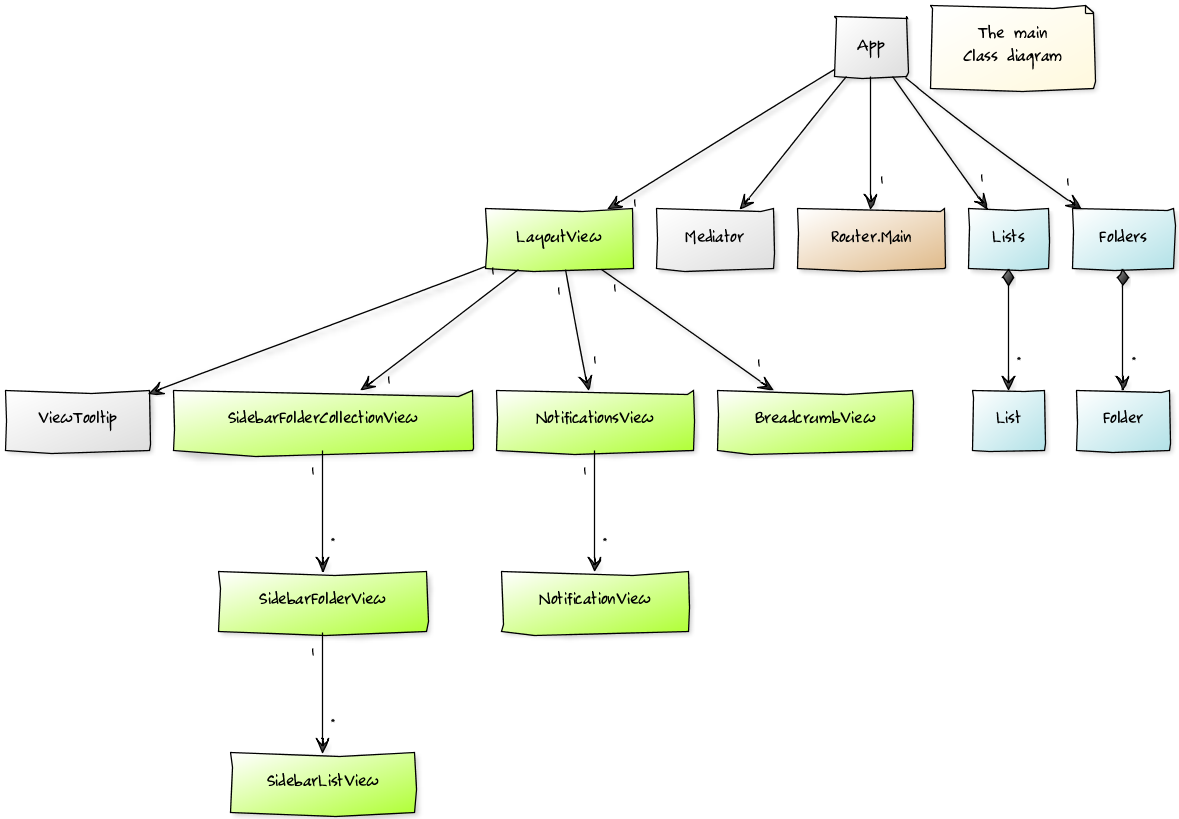 App
The main
Class diagram
1
1
1
1
LayoutView
Mediator
Router.Main
Lists
Folders
1
1
1
1
1
1
*
*
ViewTooltip
SidebarFolderCollectionView
NotificationsView
BreadcrumbView
List
Folder
1
1
*
*
SidebarFolderView
NotificationView
1
*
SidebarListView